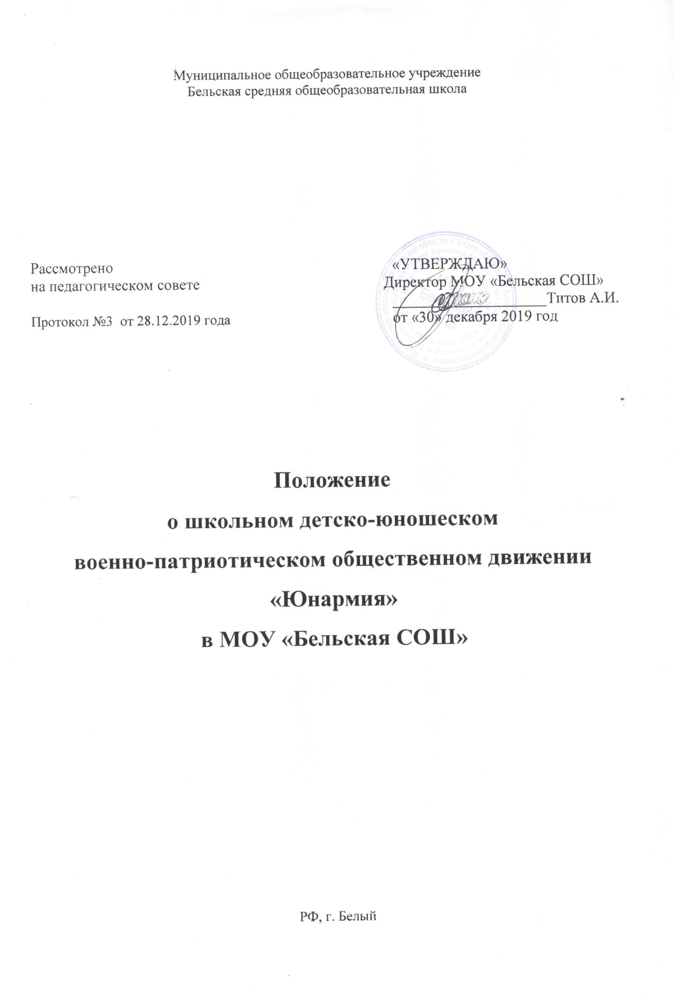 Муниципальное общеобразовательное учреждение
Бельская средняя общеобразовательная школа
Рассмотрено
на педагогическом совете
Протокол №3 от 28.12.2019 года
«УТВЕРЖДАЮ»
Директор МОУ «Бельская СОШ»
Титов А.И.
от «30» декабря 2019 год
Положение
о школьном детско-юношеском
военно-патриотическом общественном движении
«Юнармия»
в МОУ «Бельская СОШ»
РФ, г. Белый